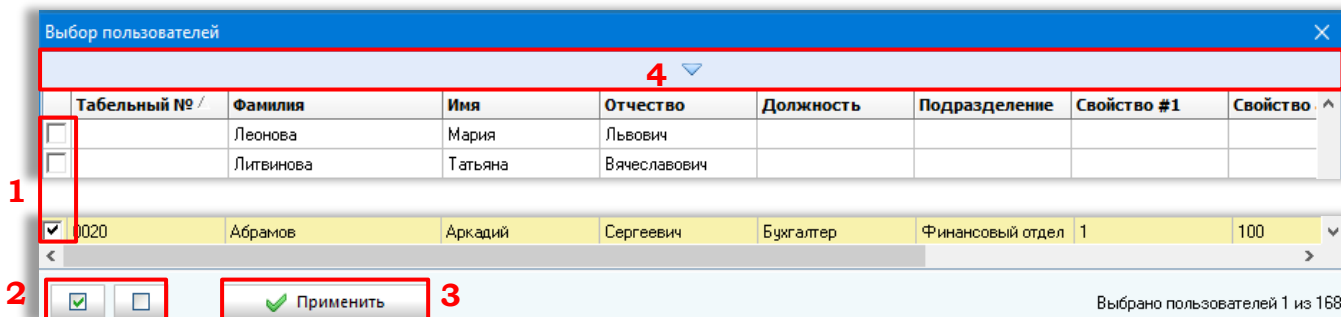 Выбор пользователей
4
Табельный № Фамилия Имя Отчество Должность Подразделение Свойство #1 Свойство
Леонова Мария Львович
Литвинова Татьяна Вячеславович
1
0020 Абрамов Аркадий Сергеевич Бухгалтер Финансовый отдел 1 100
2 Применить 3 Выбрано пользователей 1 из 168